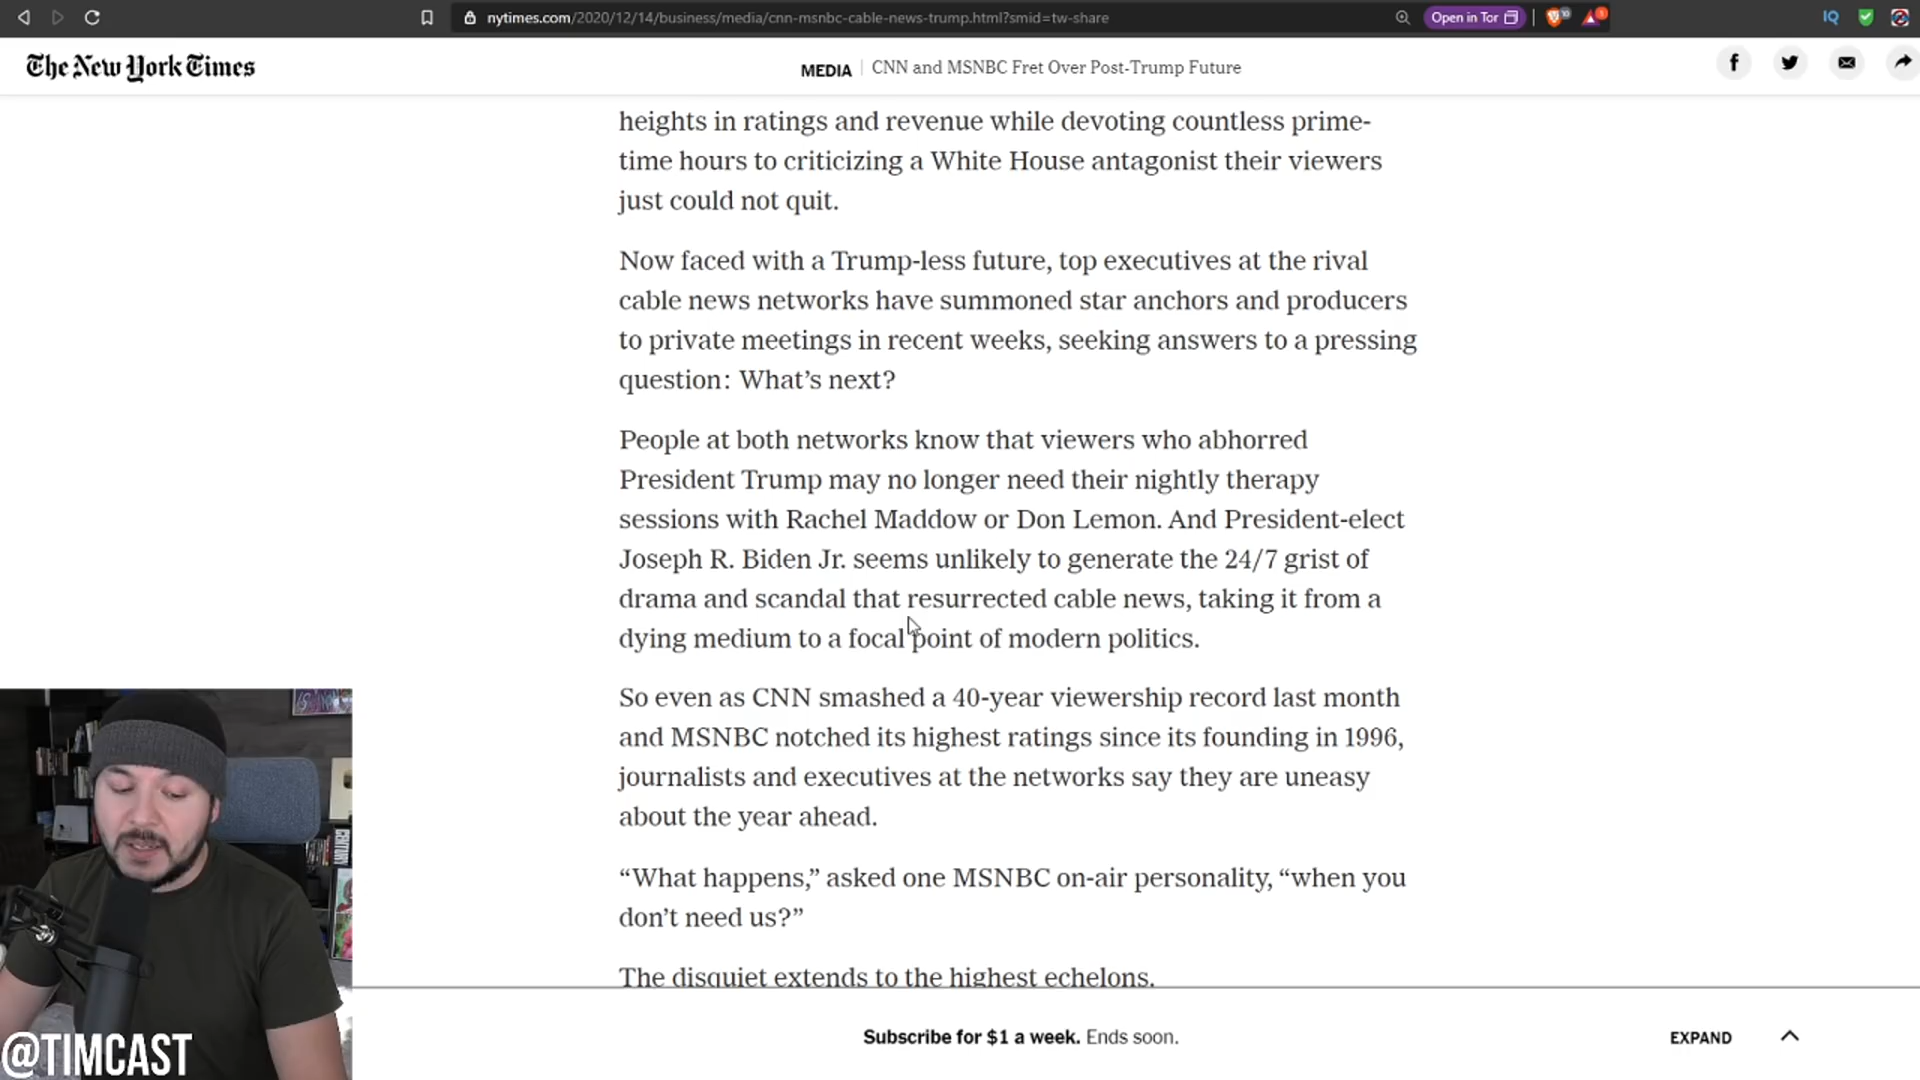 nytimes.com/2020/12/14/business/media/cnn-msnbc-cable-news-trump.html?smid=tw-share
Open in Tor
IQ
The New York Times
MEDIA | CNN and MSNBC Fret Over Post-Trump Future
heights in ratings and revenue while devoting countless prime-
time hours to criticizing a White House antagonist their viewers
just could not quit.
Now faced with a Trump-less future, top executives at the rival
cable news networks have summoned star anchors and producers
to private meetings in recent weeks, seeking answers to a pressing
question: What’s next?
People at both networks know that viewers who abhorred
President Trump may no longer need their nightly therapy
sessions with Rachel Maddow or Don Lemon. And President-elect
Joseph R. Biden Jr. seems unlikely to generate the 24/7 grist of
drama and scandal that resurrected cable news, taking it from a
dying medium to a focal point of modern politics.
So even as CNN smashed a 40-year viewership record last month
and MSNBC notched its highest ratings since its founding in 1996,
journalists and executives at the networks say they are uneasy
about the year ahead.
“What happens,” asked one MSNBC on-air personality, “when you
don’t need us?”
The disquiet extends to the highest echelons.
Subscribe for $1 a week. Ends soon.
EXPAND
@TIMCAST